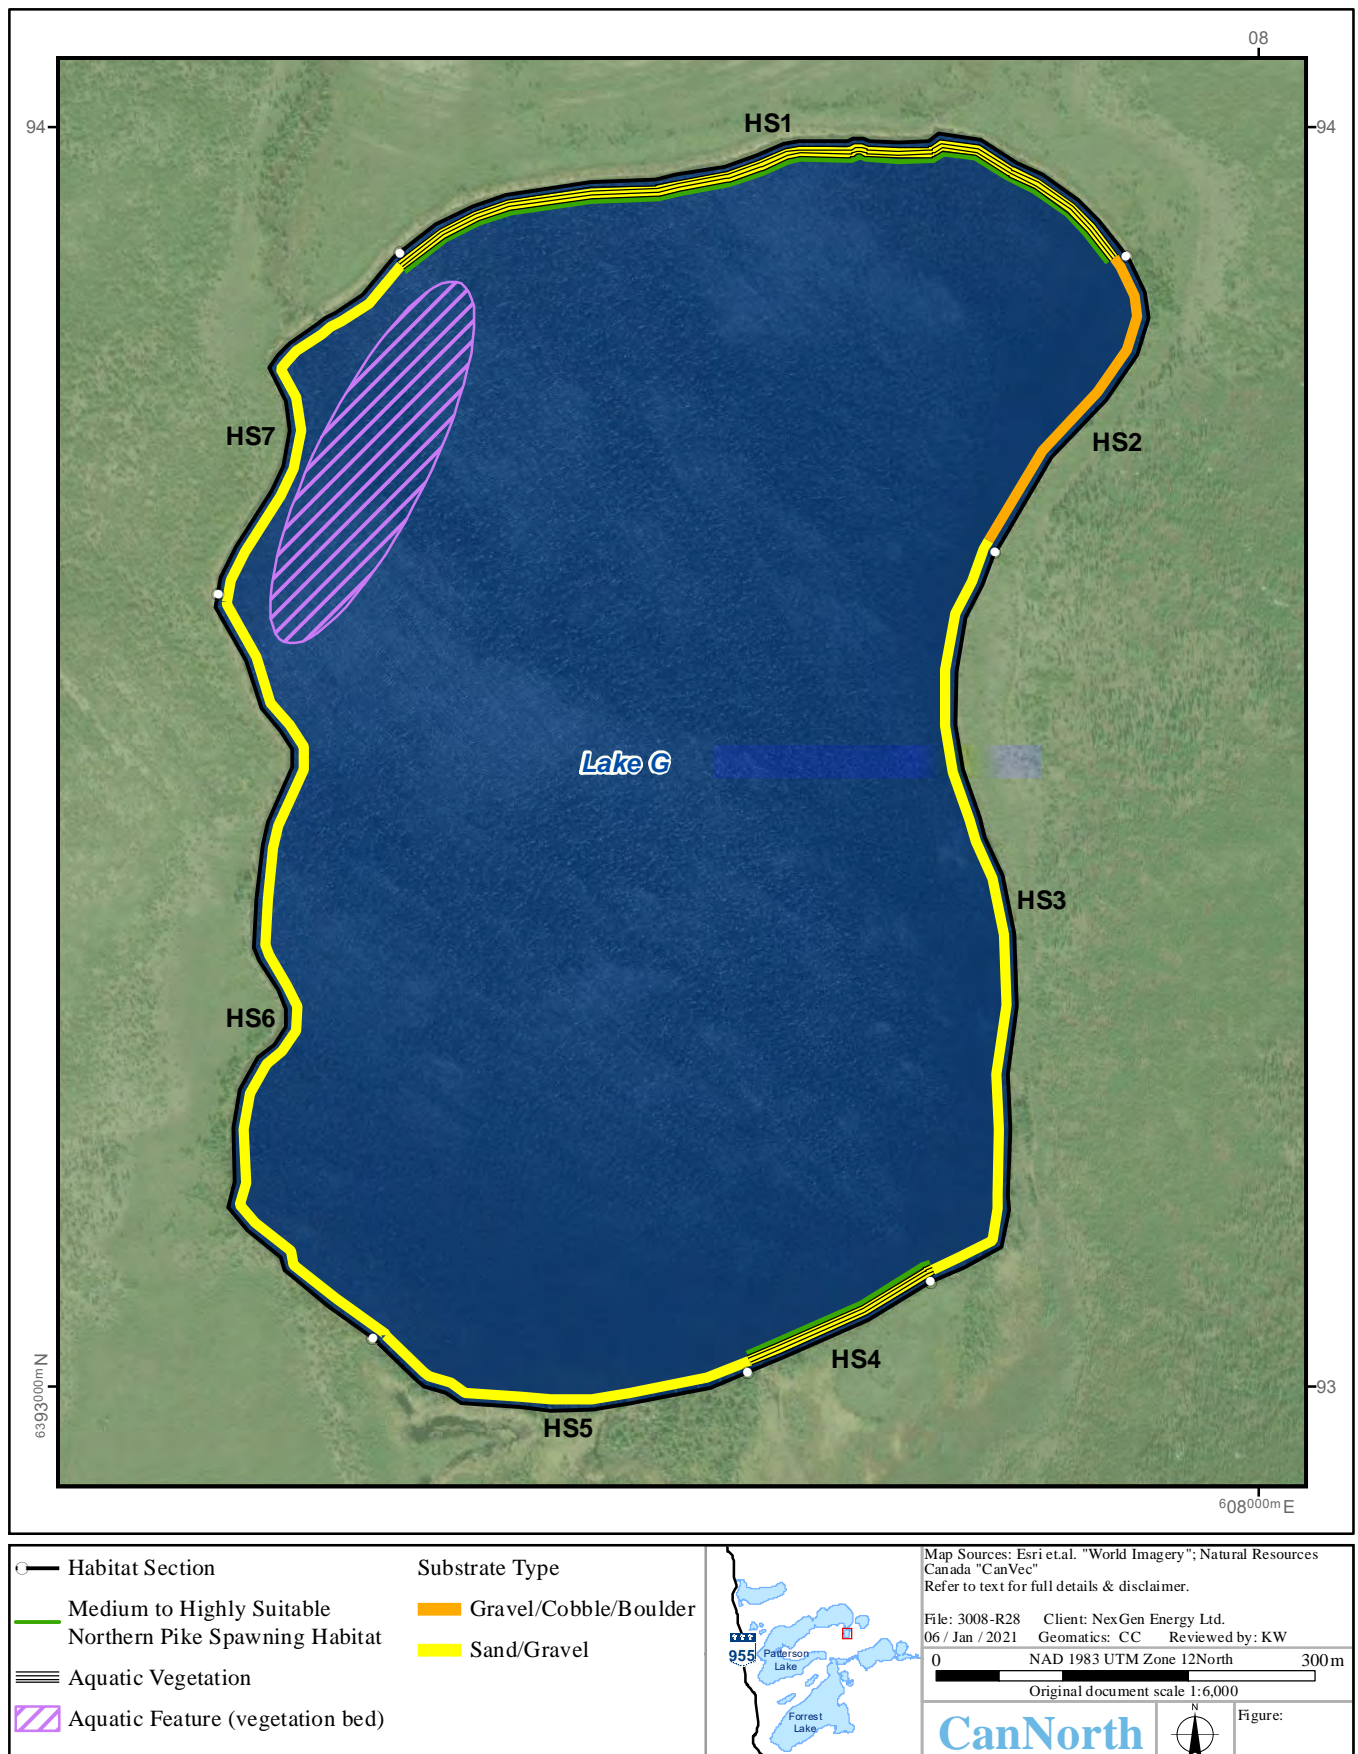 08
94
94
HS1
HS7
HS2
Lake G
HS3
HS6
HS4
HS5
93
6393000m N
608000m E
Habitat Section
Medium to Highly Suitable
Northern Pike Spawning Habitat
Aquatic Vegetation
Aquatic Feature (vegetation bed)
Substrate Type
Gravel/Cobble/Boulder
Sand/Gravel
955
Patterson
Lake
Forrest
Lake
Map Sources: Esri et.al. "World Imagery"; Natural Resources
Canada "CanVec"
Refer to text for full details & disclaimer.
File: 3008-R28 Client: NexGen Energy Ltd.
06 / Jan / 2021 Geomatics: CC Reviewed by: KW
0 NAD 1983 UTM Zone 12North 300 m
Original document scale 1:6,000
CanNorth
N
Figure: